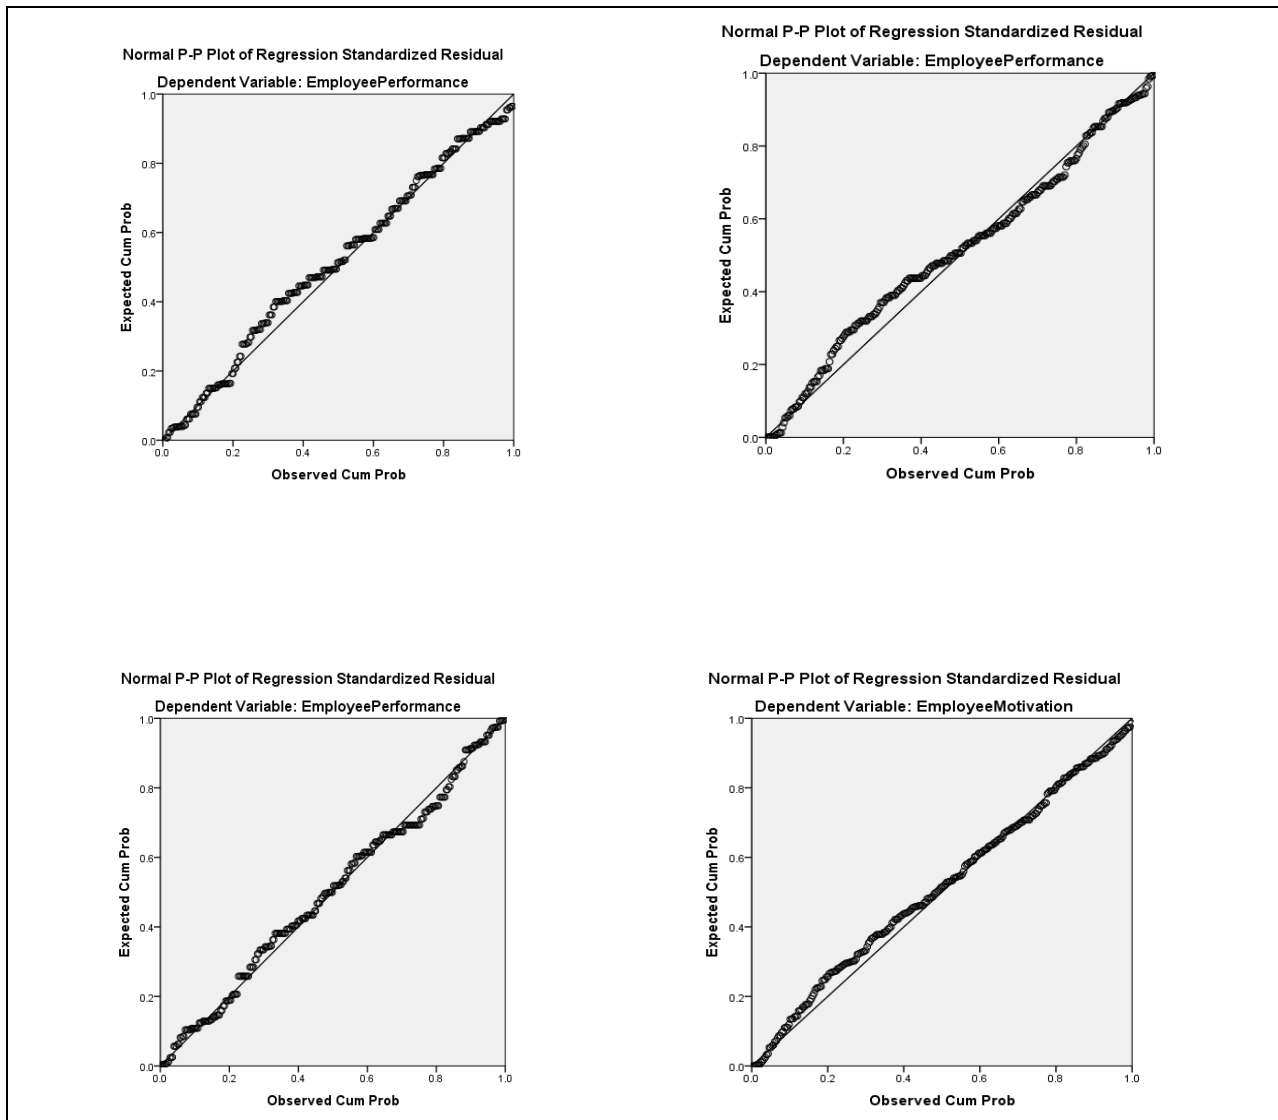 Normal P-P Plot of Regression Standardized Residual
Dependent Variable: EmployeePerformance
1.0
0.8
0.6
0.4
0.2
0.0
Expected Cum Prob
0.0 0.2 0.4 0.6 0.8 1.0
Observed Cum Prob
Normal P-P Plot of Regression Standardized Residual
Dependent Variable: EmployeePerformance
1.0
0.8
0.6
0.4
0.2
0.0
Expected Cum Prob
0.0 0.2 0.4 0.6 0.8 1.0
Observed Cum Prob
Normal P-P Plot of Regression Standardized Residual
Dependent Variable: EmployeePerformance
1.0
0.8
0.6
0.4
0.2
0.0
Expected Cum Prob
0.0 0.2 0.4 0.6 0.8 1.0
Observed Cum Prob
Normal P-P Plot of Regression Standardized Residual
Dependent Variable: EmployeeMotivation
1.0
0.8
0.6
0.4
0.2
0.0
Expected Cum Prob
0.0 0.2 0.4 0.6 0.8 1.0
Observed Cum Prob